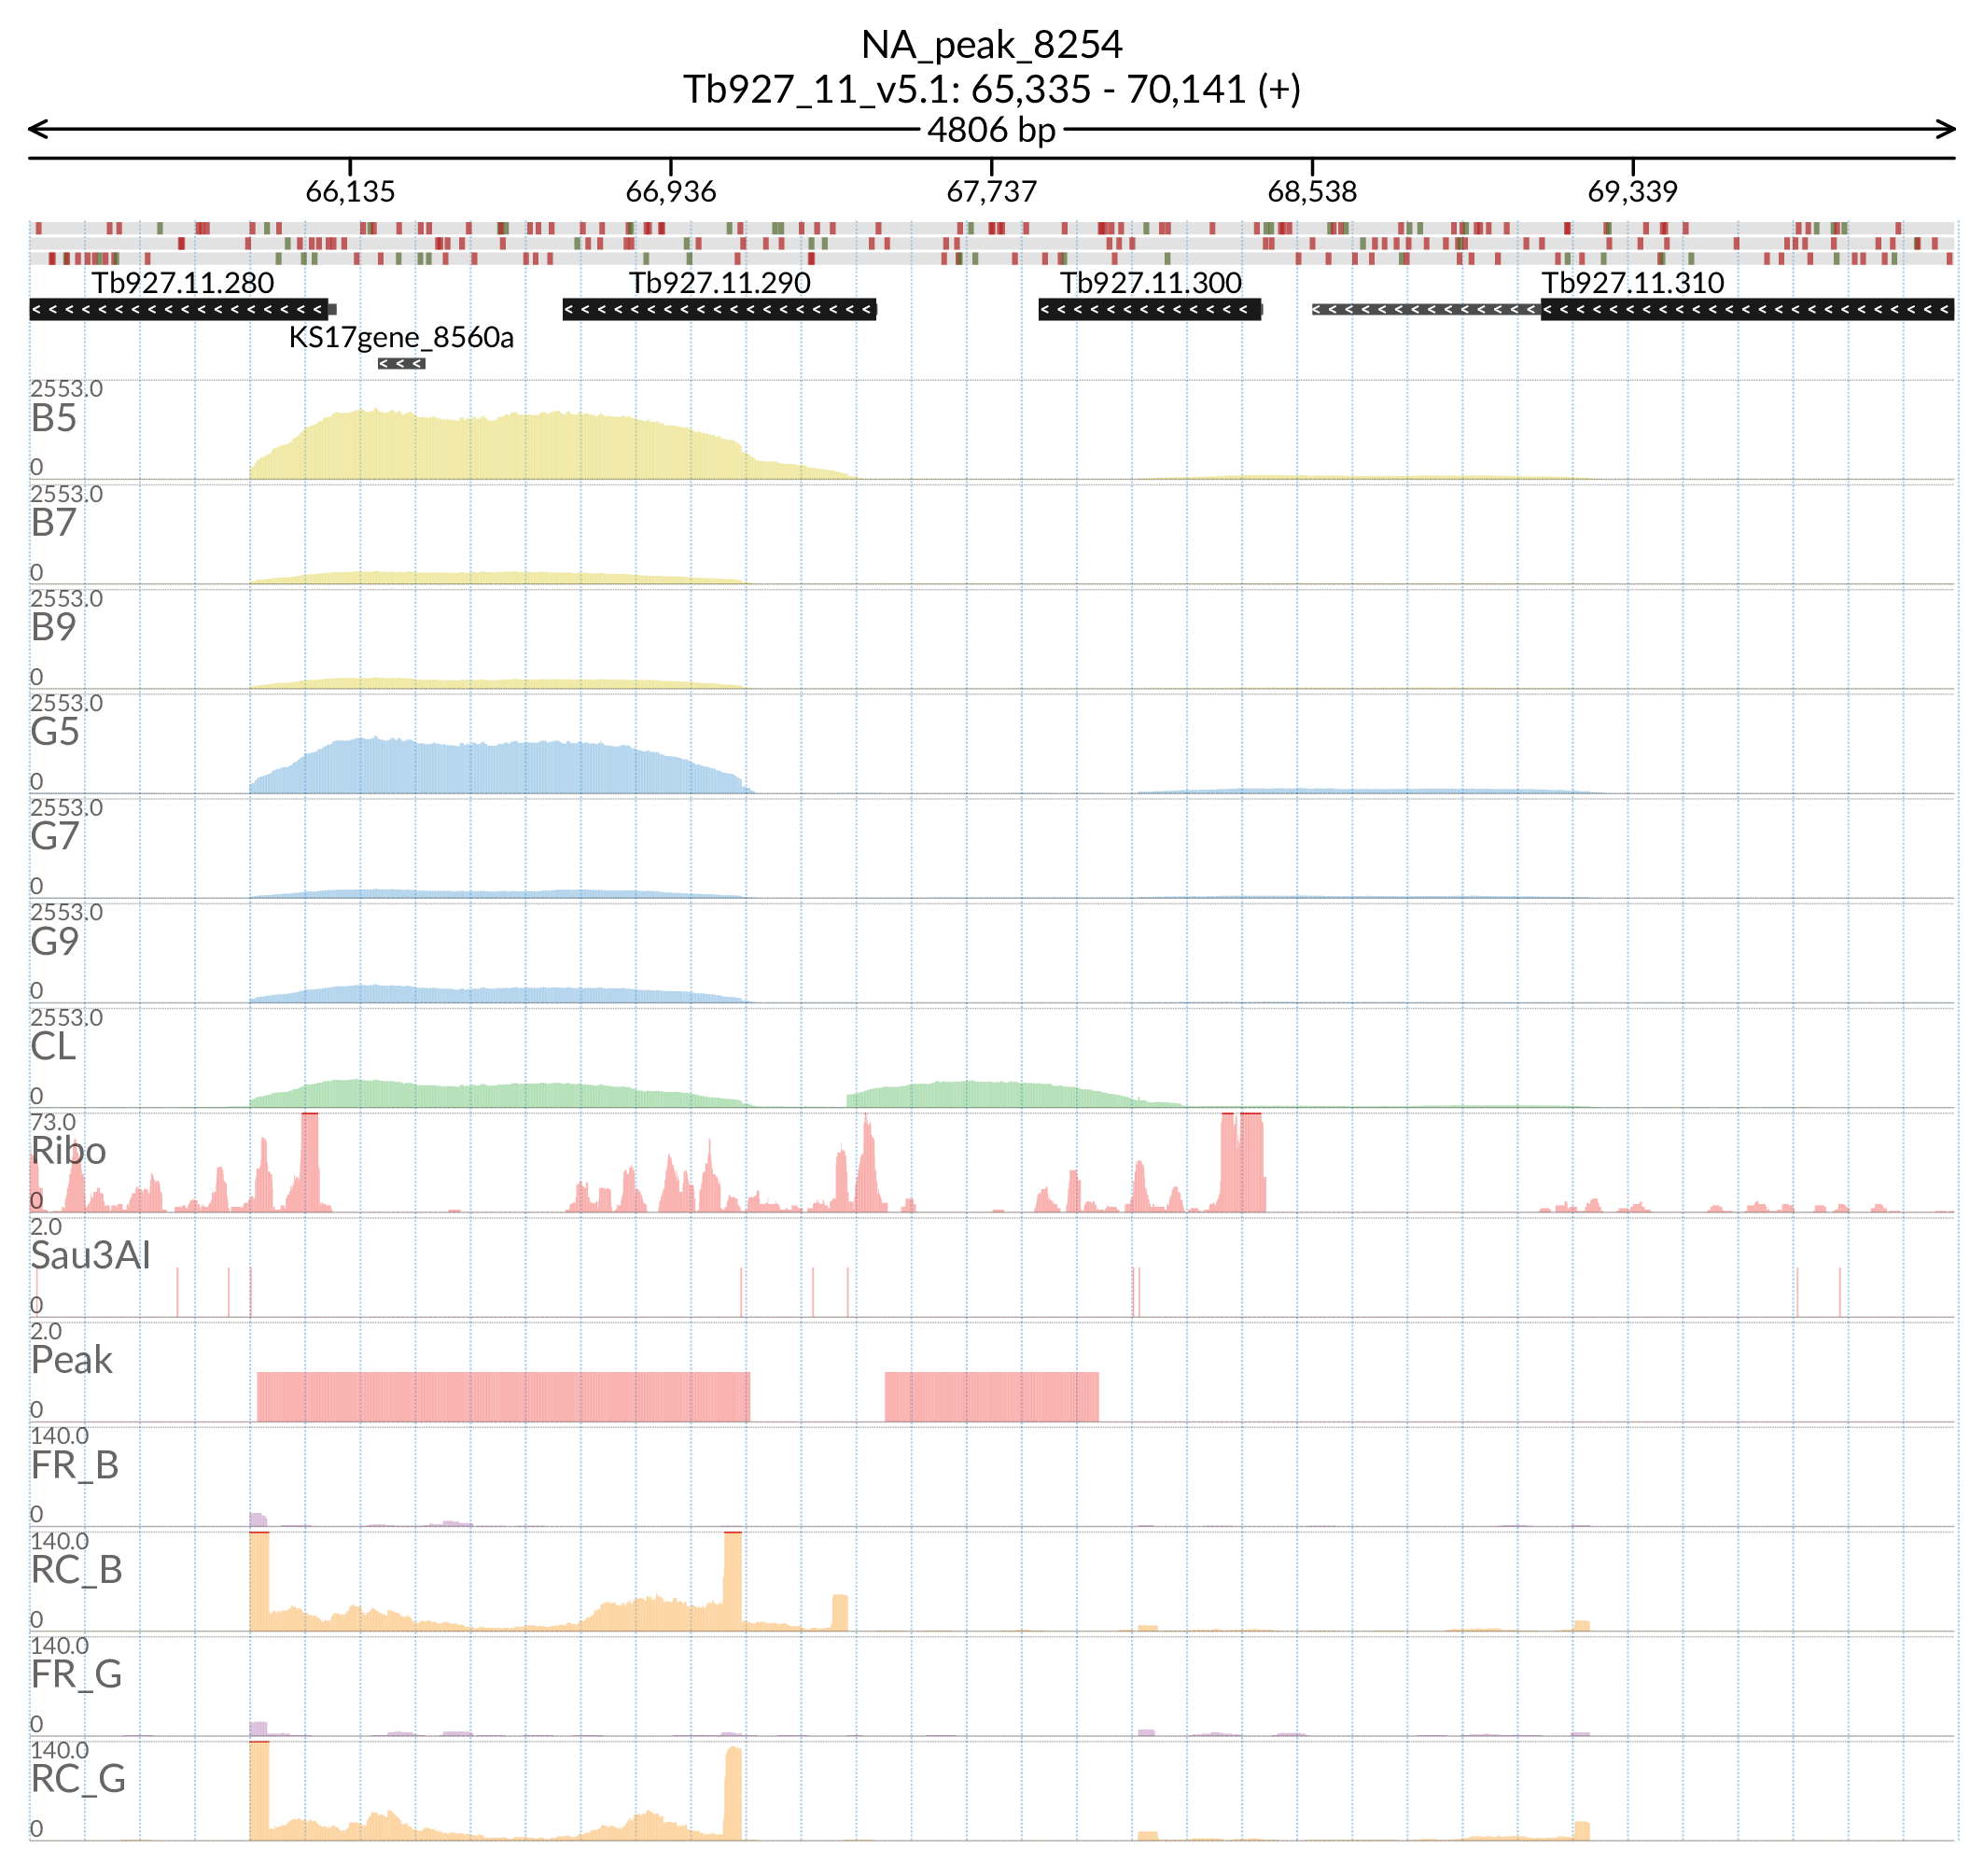 NA_peak_8254
Tb927_11_v5.1: 65,335 - 70,141 (+)
4806 bp
66,135 66,936 67,737 68,538 69,339
Tb927.11.280 Tb927.11.290 Tb927.11.300 Tb927.11.310
KS17gene_8560a
2553.0
B5
0
2553.0
B7
0
2553.0
B9
0
2553.0
G5
0
2553.0
G7
0
2553.0
G9
0
2553.0
CL
0
73.0
Ribo
0
2.0
Sau3AI
0
2.0
Peak
0
140.0
FR_B
0
140.0
RC_B
0
140.0
FR_G
0
140.0
RC_G
0